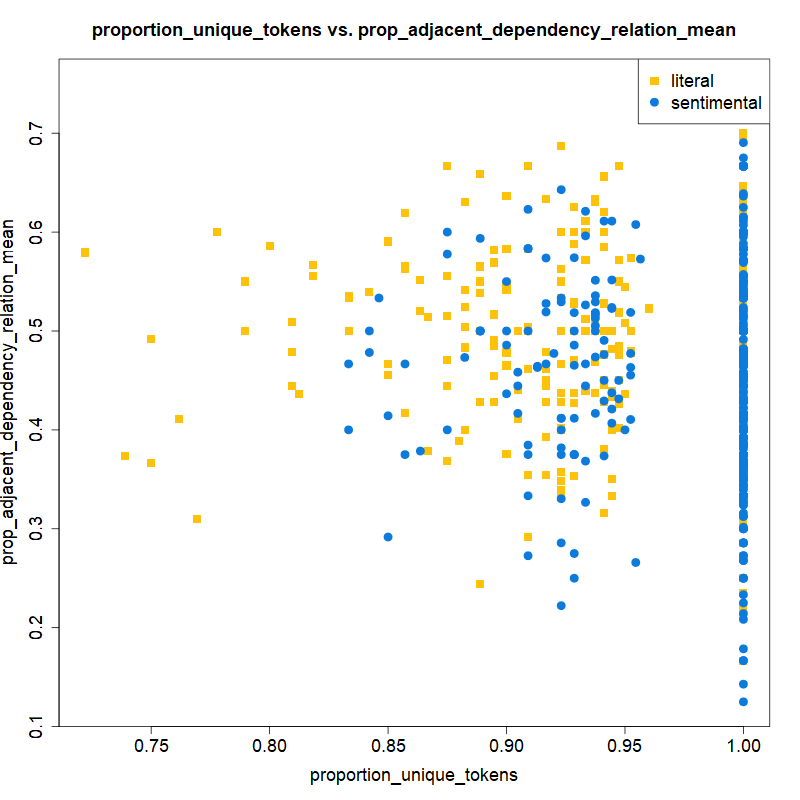 proportion_unique_tokens vs. prop_adjacent_dependency_relation_mean
literal
sentimental
prop_adjacent_dependency_relation_mean
0.7
0.6
0.5
0.4
0.3
0.2
0.1
0.75
0.80
0.85
0.90
0.95
1.00
proportion_unique_tokens